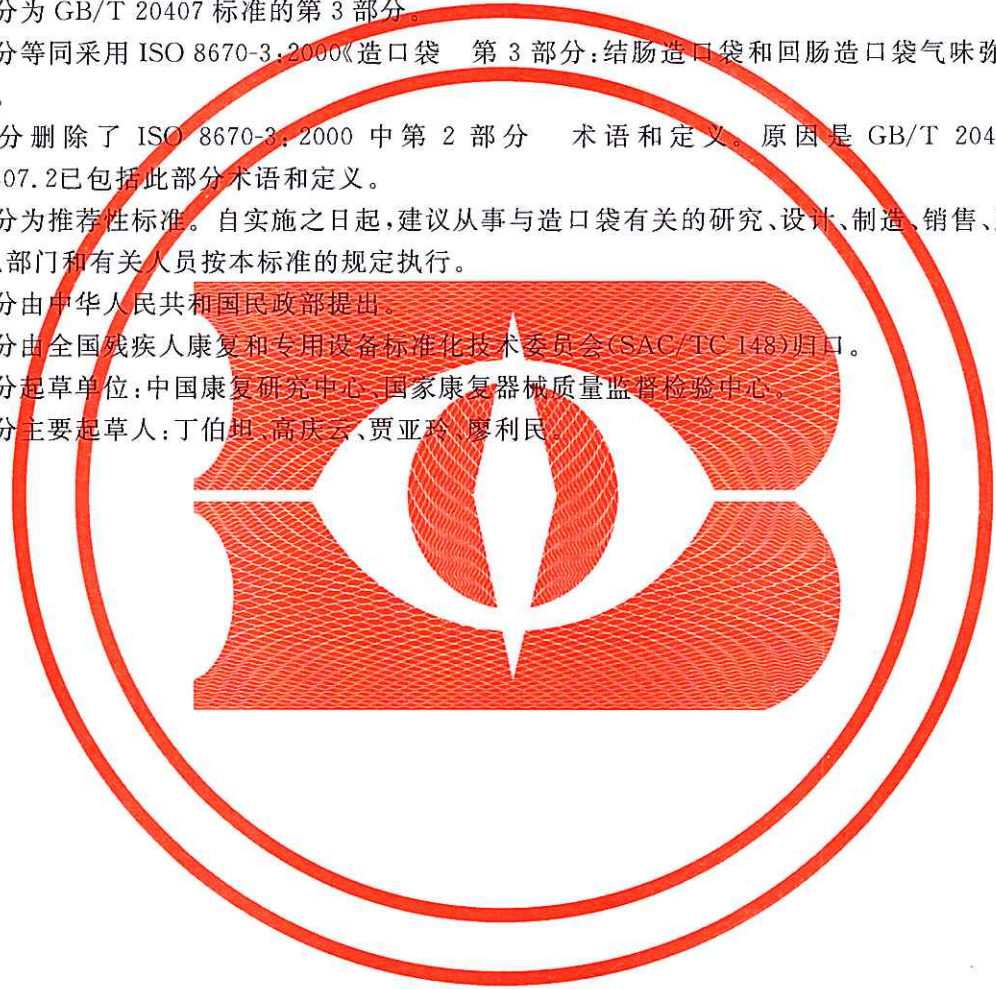 分为 GB/T 20407 标准的第 3 部分。
分等同采用 ISO 8670-3:2000《造口袋 第 3 部分:结肠造口袋和回肠造口袋气味弥
。
分删除了 ISO 8670-3:2000 中第 2 部分 术语和定义。原因是 GB/T 204
07.2已包括此部分术语和定义。
分为推荐性标准。自实施之日起,建议从事与造口袋有关的研究、设计、制造、销售、
部门和有关人员按本标准的规定执行。
分由中华人民共和国民政部提出。
分由全国残疾人康复和专用设备标准化技术委员会(SAC/TC 148)归口。
分起草单位:中国康复研究中心、国家康复器械质量监督检验中心。
分主要起草人:丁伯坦、高庆云、贾亚玲、廖利民。